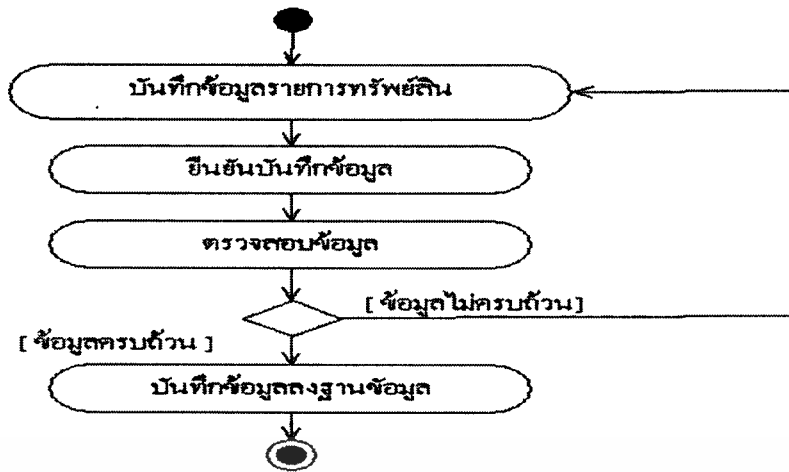 บันทึกข้อมูลรายการทรัพย์สิน
ยืนยันบันทึกข้อมูล
ตรวจสอบข้อมูล
[ ข้อมูลไม่ครบถ้วน]
[ ข้อมูลครบถ้วน ]
บันทึกข้อมูลลงฐานข้อมูล